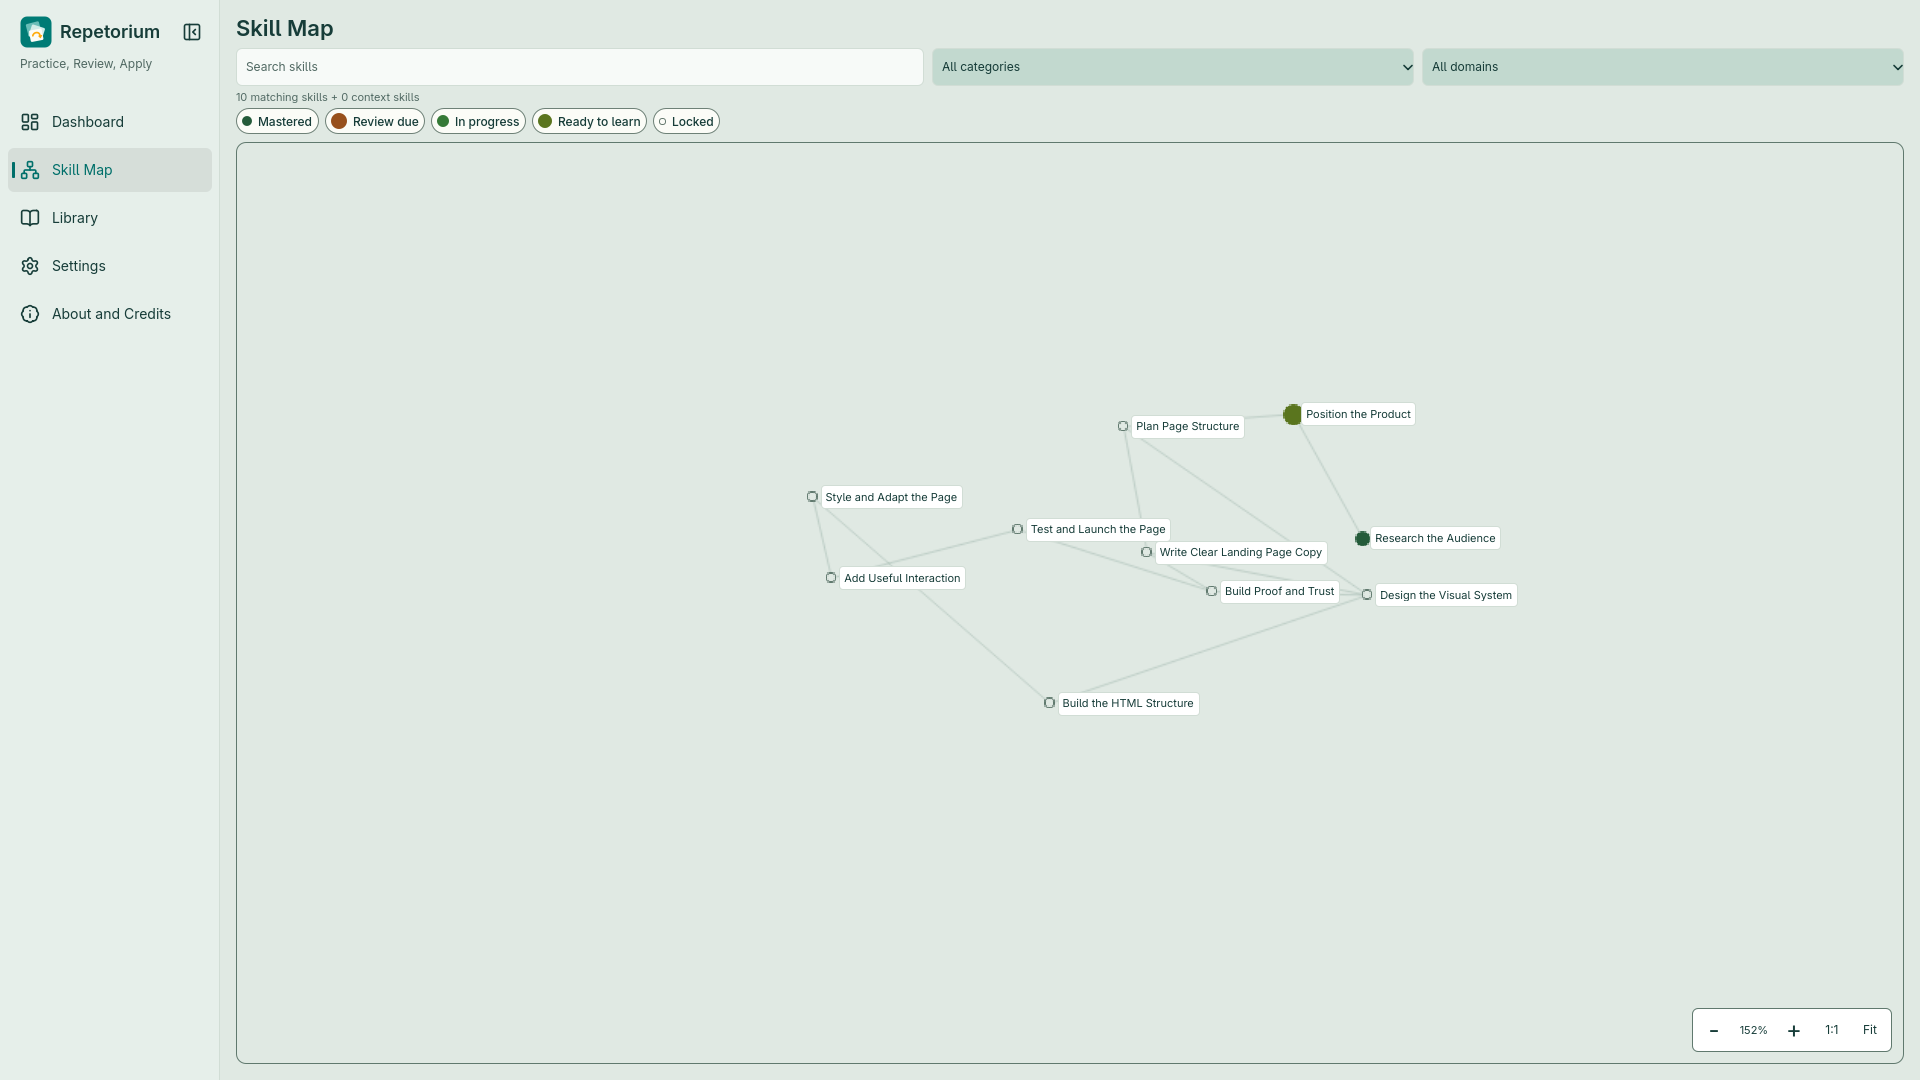 Repetorium
Practice, Review, Apply
Dashboard
Skill Map
Library
Settings
About and Credits
Skill Map
Search skills
All categories
All domains
10 matching skills + 0 context skills
Mastered
Review due
In progress
Ready to learn
Locked
Position the Product
Plan Page Structure
Style and Adapt the Page
Test and Launch the Page
Research the Audience
Write Clear Landing Page Copy
Add Useful Interaction
Build Proof and Trust
Design the Visual System
Build the HTML Structure
- 152% + 1:1 Fit